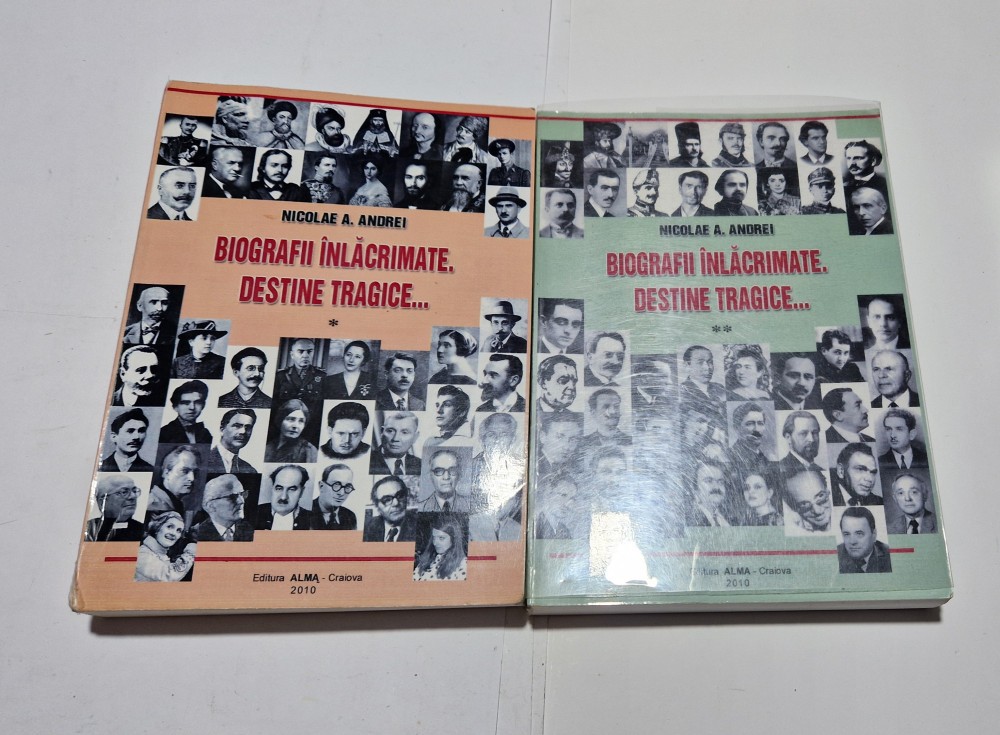 NICOLAE A. ANDREI
BIOGRAFII ÎNLĂCRIMATE.
DESTINE TRAGICE...
*
Editura ALMA - Craiova
2010
NICOLAE A. ANDREI
BIOGRAFII ÎNLĂCRIMATE.
DESTINE TRAGICE...
**
Editura ALMA - Craiova
2010